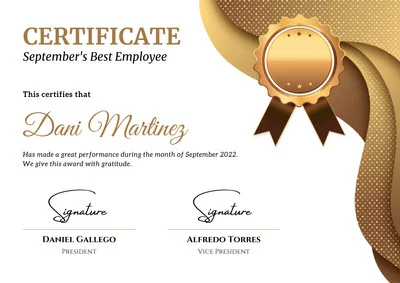 CERTIFICATE
September's Best Employee
This certifies that
Dani Martinez
Has made a great performance during the month of September 2022.
We give this award with gratitude.
Signature Signature
DANIEL GALLEGO ALFREDO TORRES
PRESIDENT VICE PRESIDENT